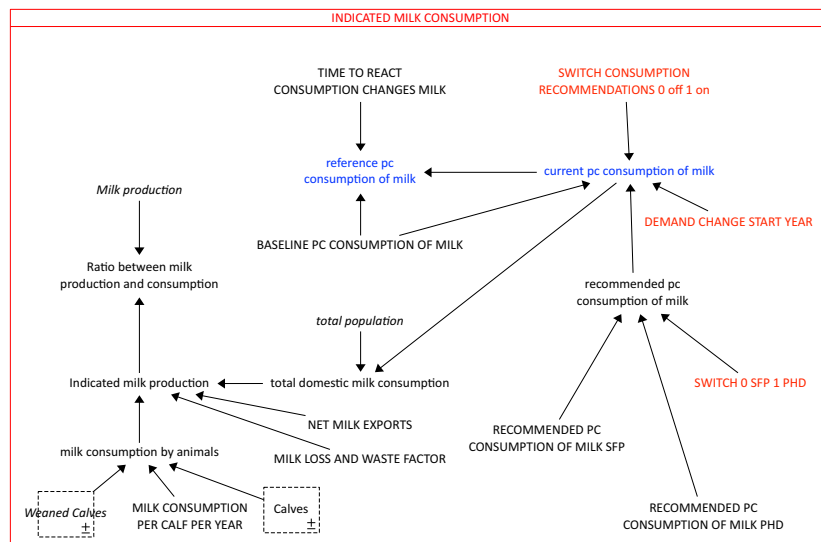 INDICATED MILK CONSUMPTION
TIME TO REACT
CONSUMPTION CHANGES MILK
SWITCH CONSUMPTION
RECOMMENDATIONS 0 off 1 on
reference pc
consumption of milk
current pc consumption of milk
Milk production
DEMAND CHANGE START YEAR
BASELINE PC CONSUMPTION OF MILK
Ratio between milk
production and consumption
recommended pc
consumption of milk
total population
Indicated milk production
total domestic milk consumption
SWITCH 0 SFP 1 PHD
NET MILK EXPORTS
RECOMMENDED PC
CONSUMPTION OF MILK SFP
milk consumption by animals
MILK LOSS AND WASTE FACTOR
Weaned Calves
±
MILK CONSUMPTION
PER CALF PER YEAR
Calves
±
RECOMMENDED PC
CONSUMPTION OF MILK PHD